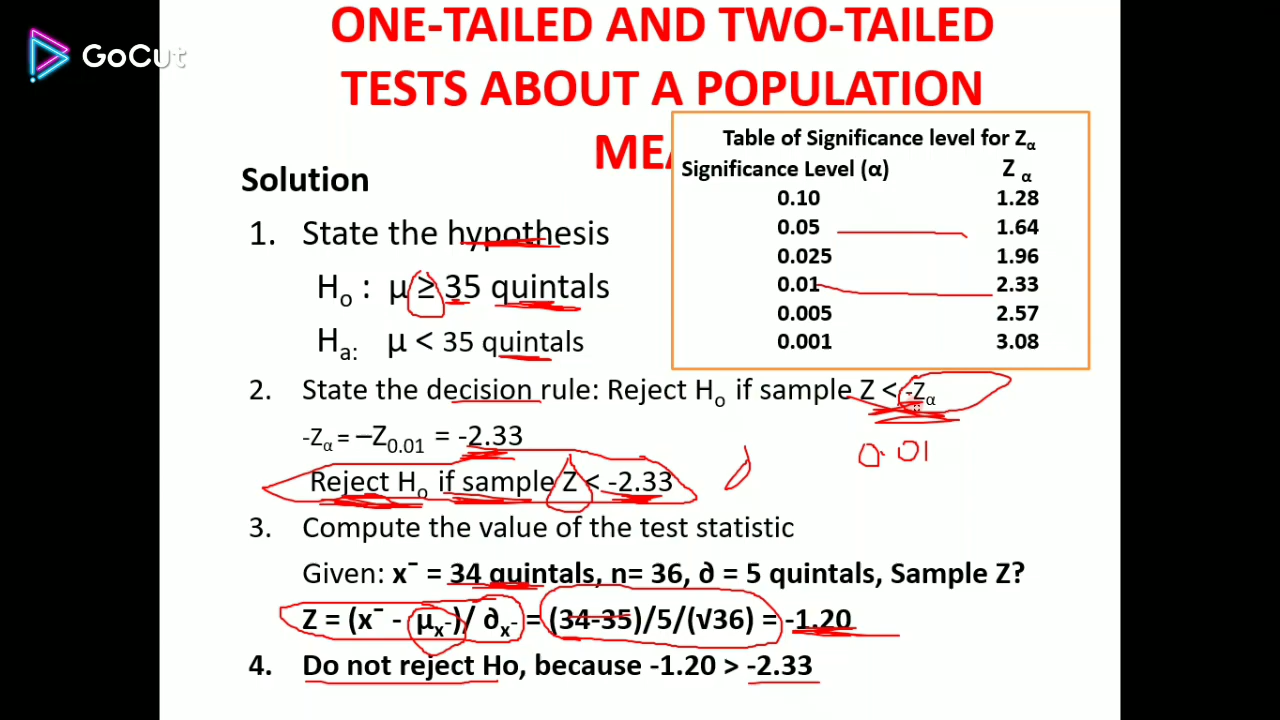 GoCut
ONE-TAILED AND TWO-TAILED
TESTS ABOUT A POPULATION
Solution
Table of Significance level for Zα
Significance Level (α) Z α
0.10 1.28
0.05 1.64
0.025 1.96
0.01 2.33
0.005 2.57
0.001 3.08
1. State the hypothesis
Ho : μ ≥ 35 quintals
Ha: μ < 35 quintals
2. State the decision rule: Reject Ho if sample Z < -Zα
-Zα = –Z0.01 = -2.33
0.01
Reject Ho if sample Z < -2.33
3. Compute the value of the test statistic
Given: x¯ = 34 quintals, n= 36, ∂ = 5 quintals, Sample Z?
Z = (x¯ - μx-)/ ∂x- = (34-35)/5/(√36) = -1.20
4. Do not reject Ho, because -1.20 > -2.33